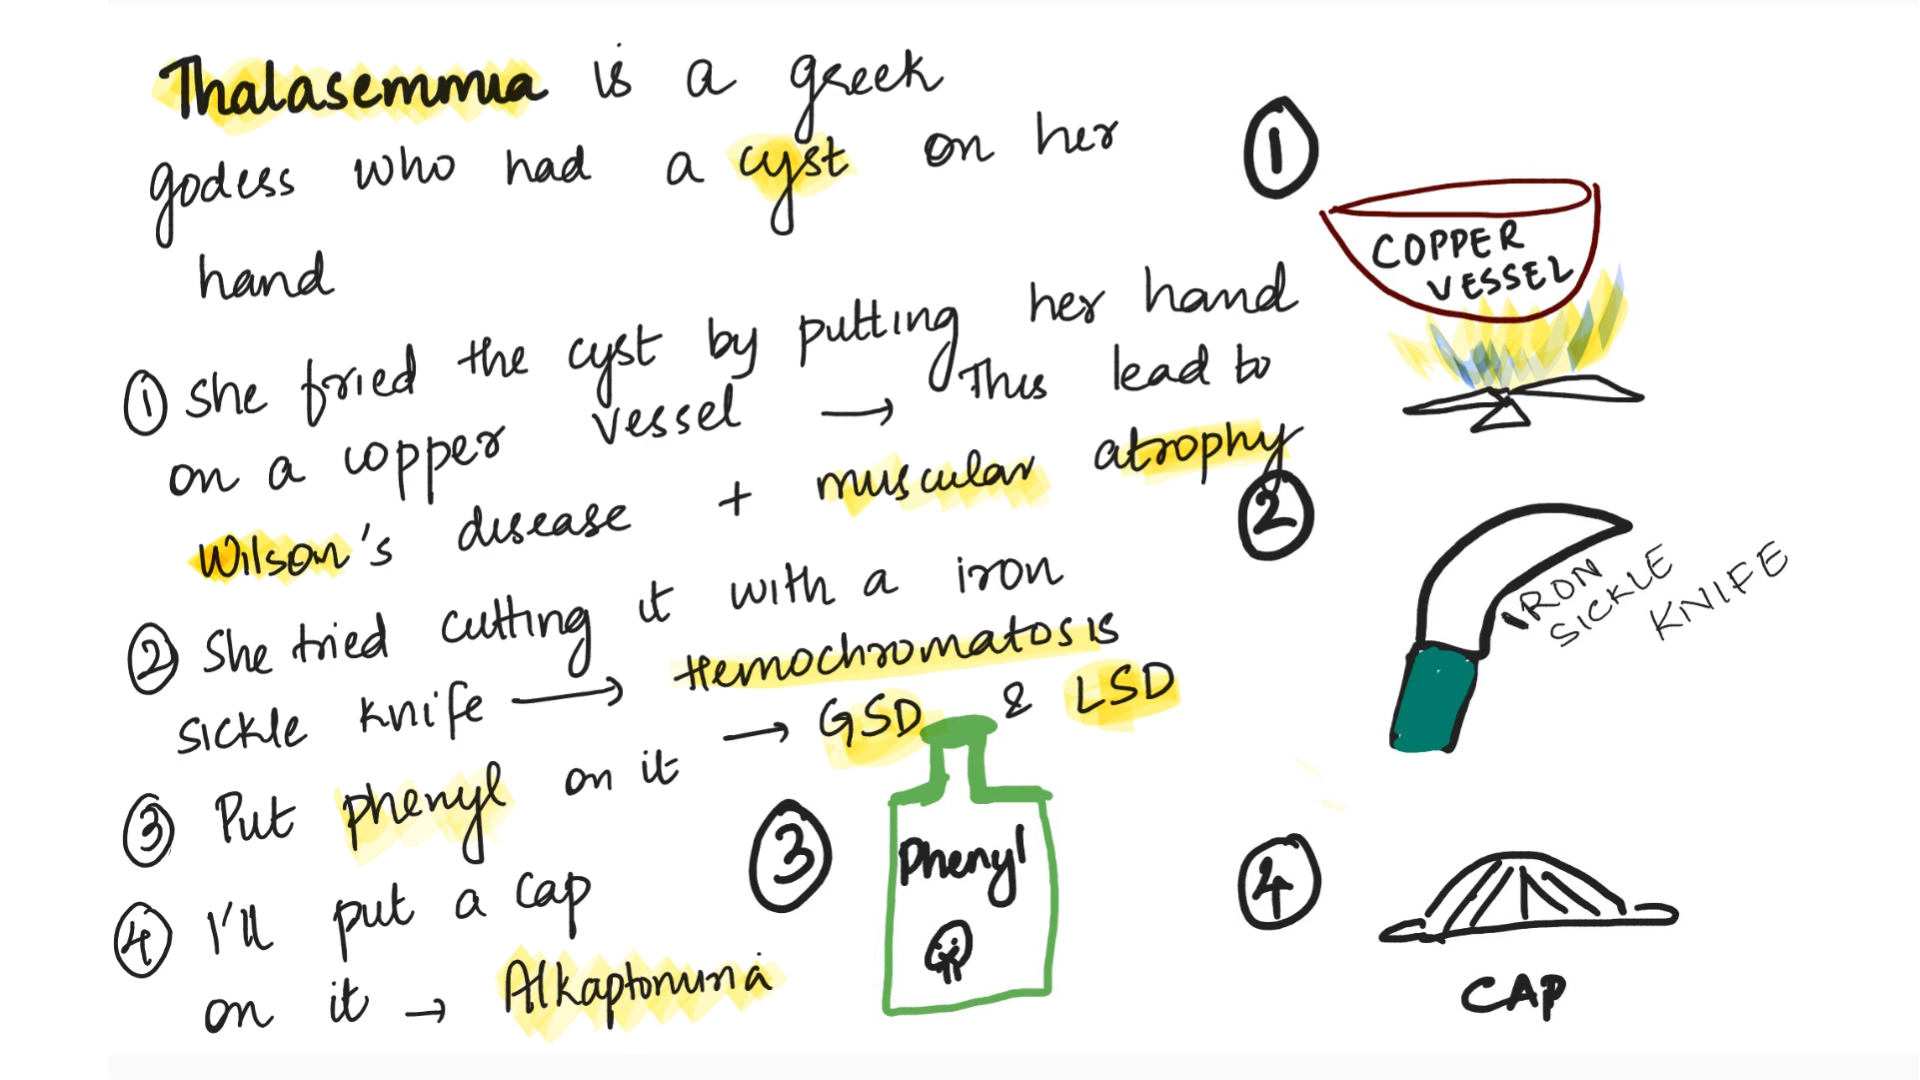 Thalasemmia is a greek
godess who had a cyst on her
hand
① She fried the cyst by putting her hand
on a copper vessel → This lead to
Wilson's disease + muscular atrophy
② She tried cutting it with a iron
sickle knife → Hemochromatosis
③ Put phenyl on it → GSD & LSD
④ I'll put a cap
on it → Alkaptonuria
①
COPPER
VESSEL
②
IRON
SICKLE
KNIFE
③
Phenyl
④
CAP